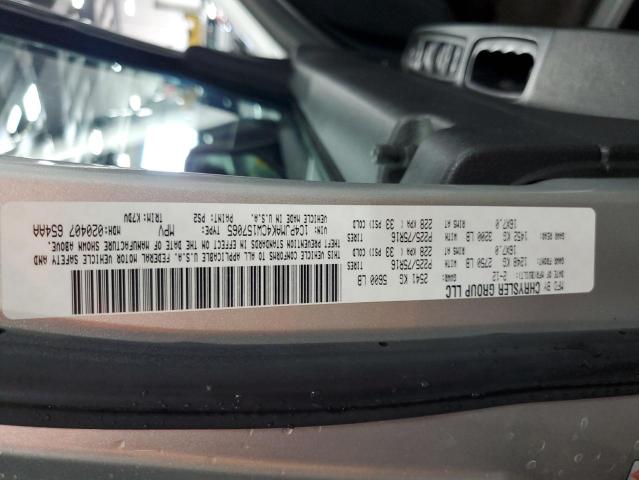 MFD BY CHRYSLER GROUP LLC
DATE OF MFR/BUILT: 2-12 GVWR: 2541 KG 5600 LB
GAWR FRONT: 1248 KG 2750 LB WITH P225/75R16 TIRES
16X7.0 RIMS AT 228 KPA (33 PSI) COLD
GAWR REAR: 1452 KG 3200 LB WITH P225/75R16 TIRES
16X7.0 RIMS AT 228 KPA (33 PSI) COLD
THIS VEHICLE CONFORMS TO ALL APPLICABLE U.S.A. FEDERAL MOTOR VEHICLE SAFETY AND
STANDARDS IN EFFECT ON THE DATE OF MANUFACTURE SHOWN ABOVE.
VIN: 1C4PJMAK4CW157065 TYPE: MPV MDH: 020407 654AA
VEHICLE MADE IN U.S.A. PAINT: PS2 TRIM: K7DV